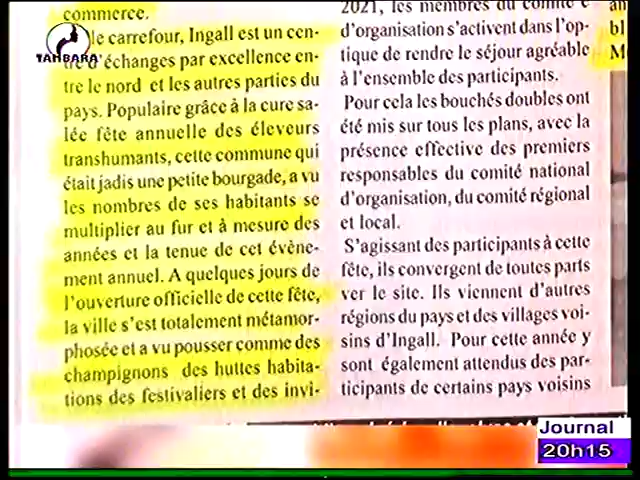 commerce.
le carrefour, Ingall est un cen-
tre d'échanges par excellence en-
tre le nord et les autres parties du
pays. Populaire grâce à la cure sa-
lée fête annuelle des éleveurs
transhumants, cette commune qui
était jadis une petite bourgade, a vu
les nombres de ses habitants se
multiplier au fur et à mesure des
années et la tenue de cet évène-
ment annuel. A quelques jours de
l'ouverture officielle de cette fête,
la ville s'est totalement métamor-
phosée et a vu pousser comme des
champignons des huttes habita-
tions des festivaliers et des invi-
2021, les membres du comité
d'organisation s'activent dans l'op-
tique de rendre le séjour agréable
à l'ensemble des participants.
Pour cela les bouchés doubles ont
été mis sur tous les plans, avec la
présence effective des premiers
responsables du comité national
d'organisation, du comité régional
et local.
S'agissant des participants à cette
fête, ils convergent de toutes parts
ver le site. Ils viennent d'autres
régions du pays et des villages voi-
sins d'Ingall. Pour cette année y
sont également attendus des par-
ticipants de certains pays voisins
TAMBARA
Journal
20h15